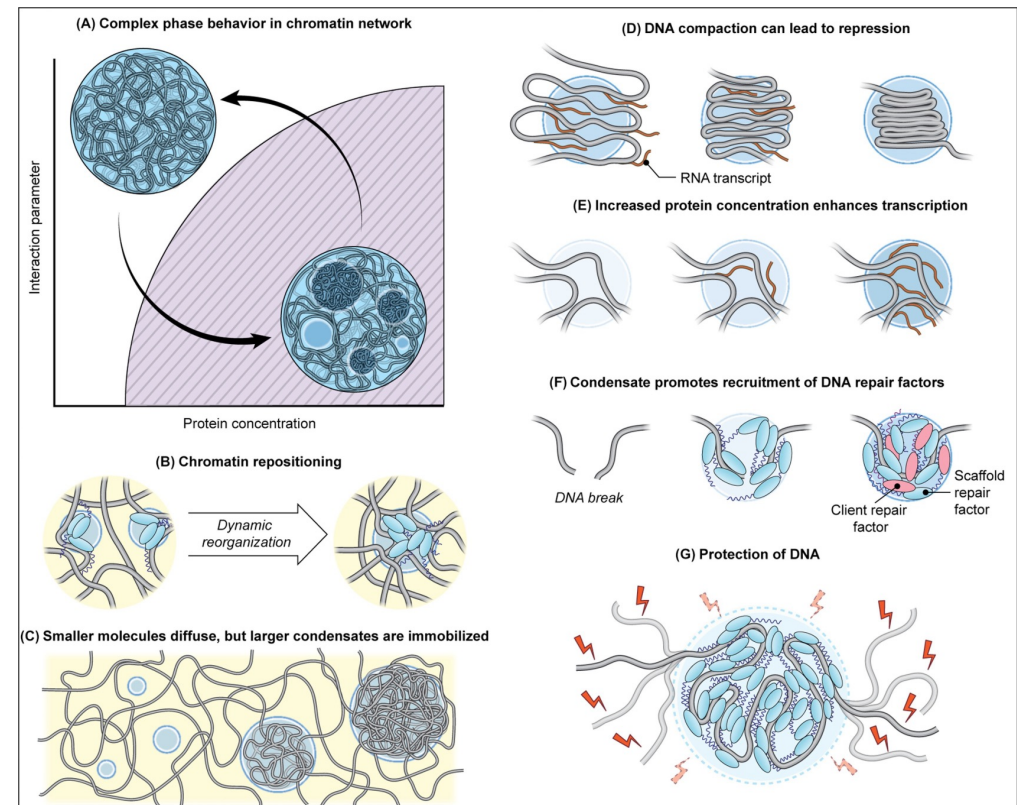 (A) Complex phase behavior in chromatin network
Interaction parameter
Protein concentration
(B) Chromatin repositioning
Dynamic
reorganization
(C) Smaller molecules diffuse, but larger condensates are immobilized
(D) DNA compaction can lead to repression
RNA transcript
(E) Increased protein concentration enhances transcription
(F) Condensate promotes recruitment of DNA repair factors
DNA break
Client repair
factor
Scaffold
repair
factor
(G) Protection of DNA